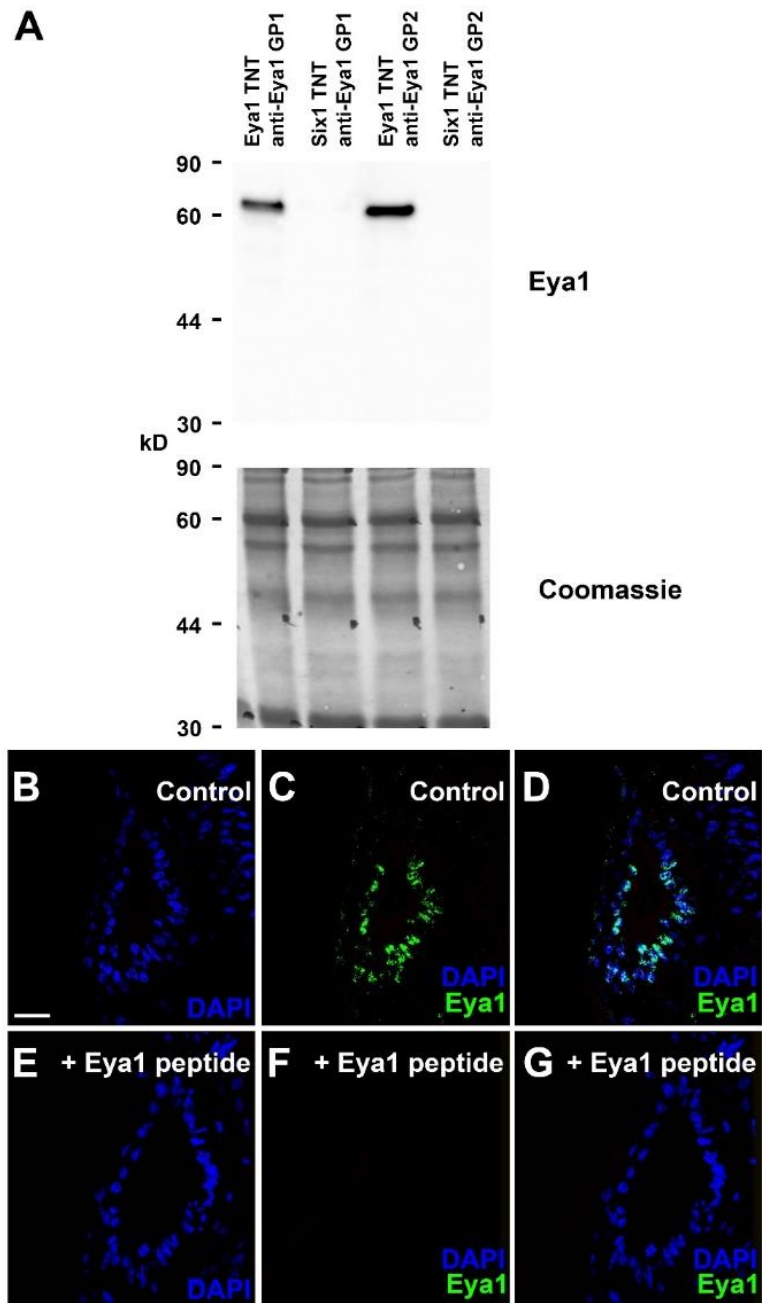 A
Eya1 TNT
anti-Eya1 GP1
Six1 TNT
anti-Eya1 GP1
Eya1 TNT
anti-Eya1 GP2
Six1 TNT
anti-Eya1 GP2
90 -
60 -
44 -
30 -
Eya1
kD
90 -
60 -
44 -
30 -
Coomassie
B Control
DAPI
C Control
DAPI
Eya1
D Control
DAPI
Eya1
E + Eya1 peptide
DAPI
F + Eya1 peptide
DAPI
Eya1
G + Eya1 peptide
DAPI
Eya1